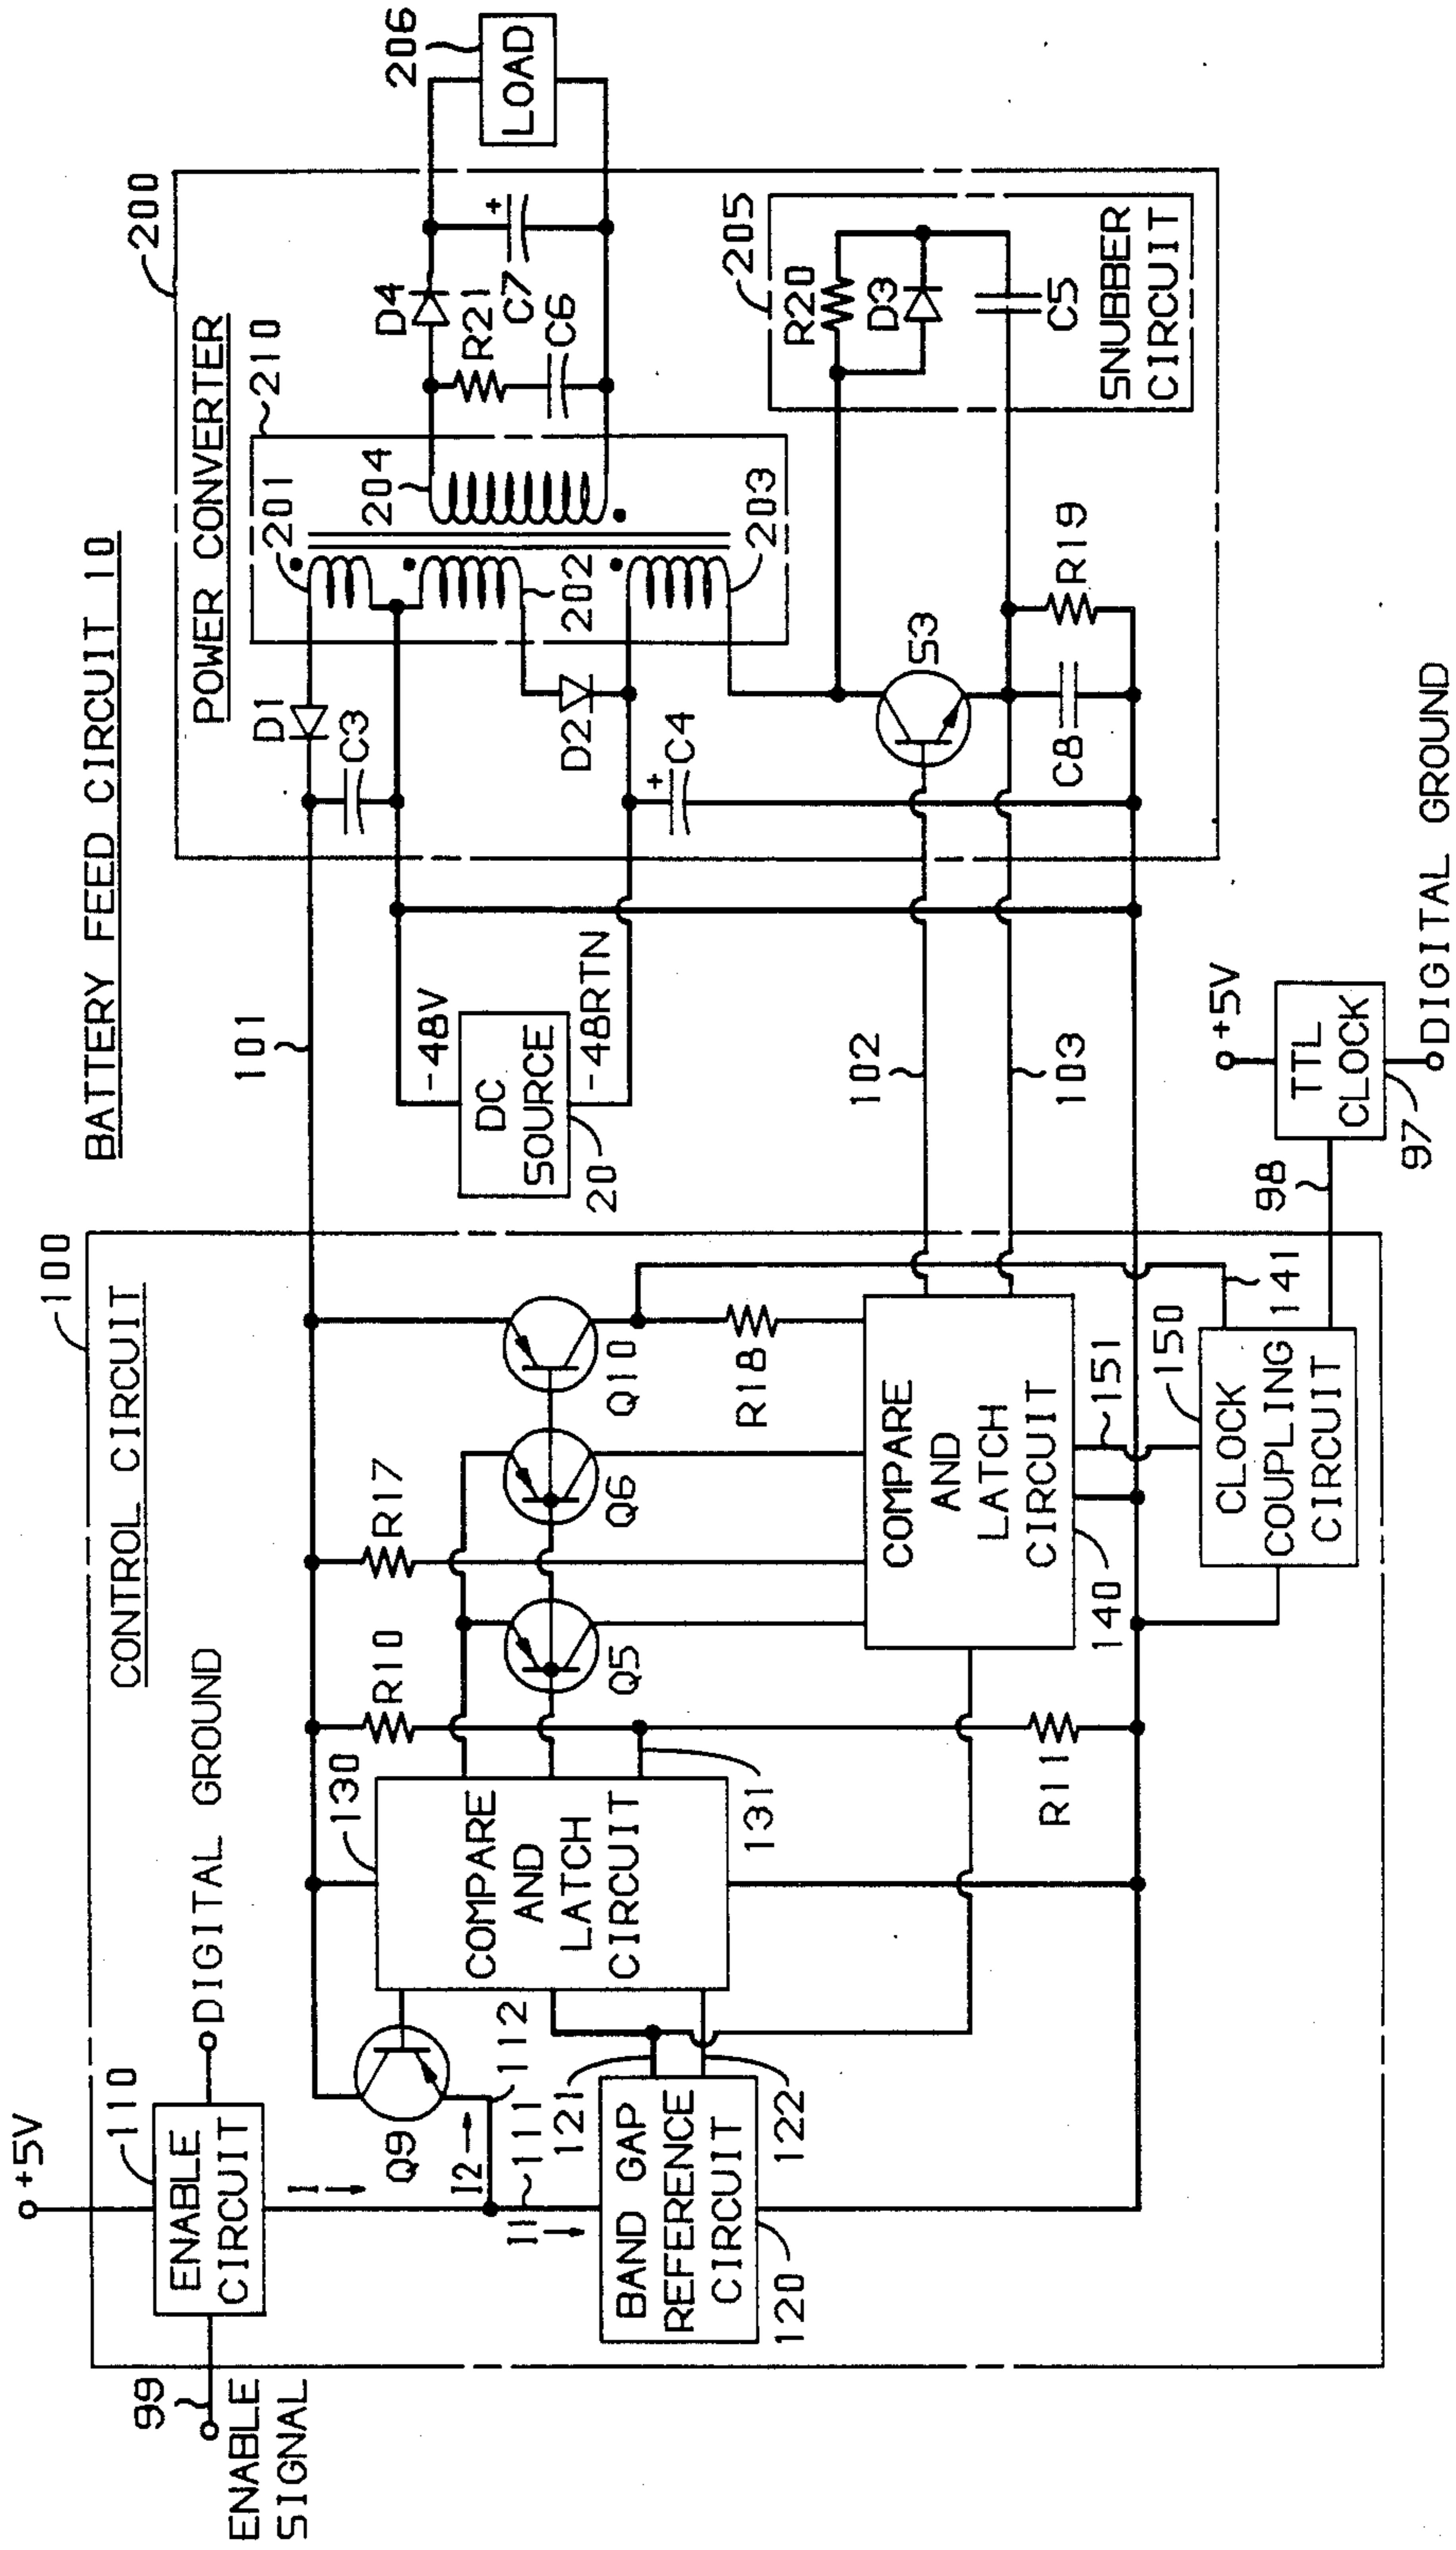 BATTERY FEED CIRCUIT 10
+5V
110
ENABLE
CIRCUIT
99
ENABLE
SIGNAL
DIGITAL GROUND
100
CONTROL CIRCUIT
I
I2
I1
111
112
Q9
121
122
BAND GAP
REFERENCE
CIRCUIT
120
130
COMPARE
AND
LATCH
CIRCUIT
131
R10
R11
R17
Q5
Q6
Q10
R18
COMPARE
AND
LATCH
CIRCUIT
140
151
150
141
CLOCK
COUPLING
CIRCUIT
98
+5V
TTL
CLOCK
97
DIGITAL GROUND
101
-48V
DC
SOURCE
20
-48RTN
102
103
200
POWER CONVERTER
210
D1
C3
201
202
203
204
D2
+
C4
D4
R21
C6
+
C7
206
LOAD
S3
C8
R19
205
R20
D3
C5
SNUBBER
CIRCUIT